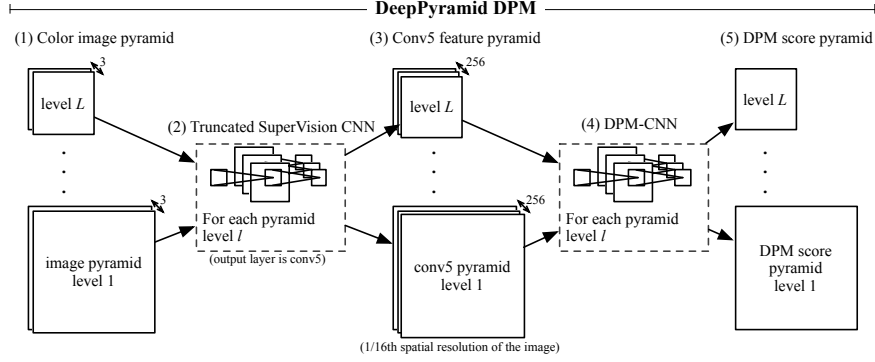 DeepPyramid DPM
(1) Color image pyramid
(3) Conv5 feature pyramid
(5) DPM score pyramid
3
256
level L
level L
level L
(2) Truncated SuperVision CNN
(4) DPM-CNN
For each pyramid
level l
(output layer is conv5)
For each pyramid
level l
3
256
image pyramid
level 1
conv5 pyramid
level 1
DPM score
pyramid
level 1
(1/16th spatial resolution of the image)